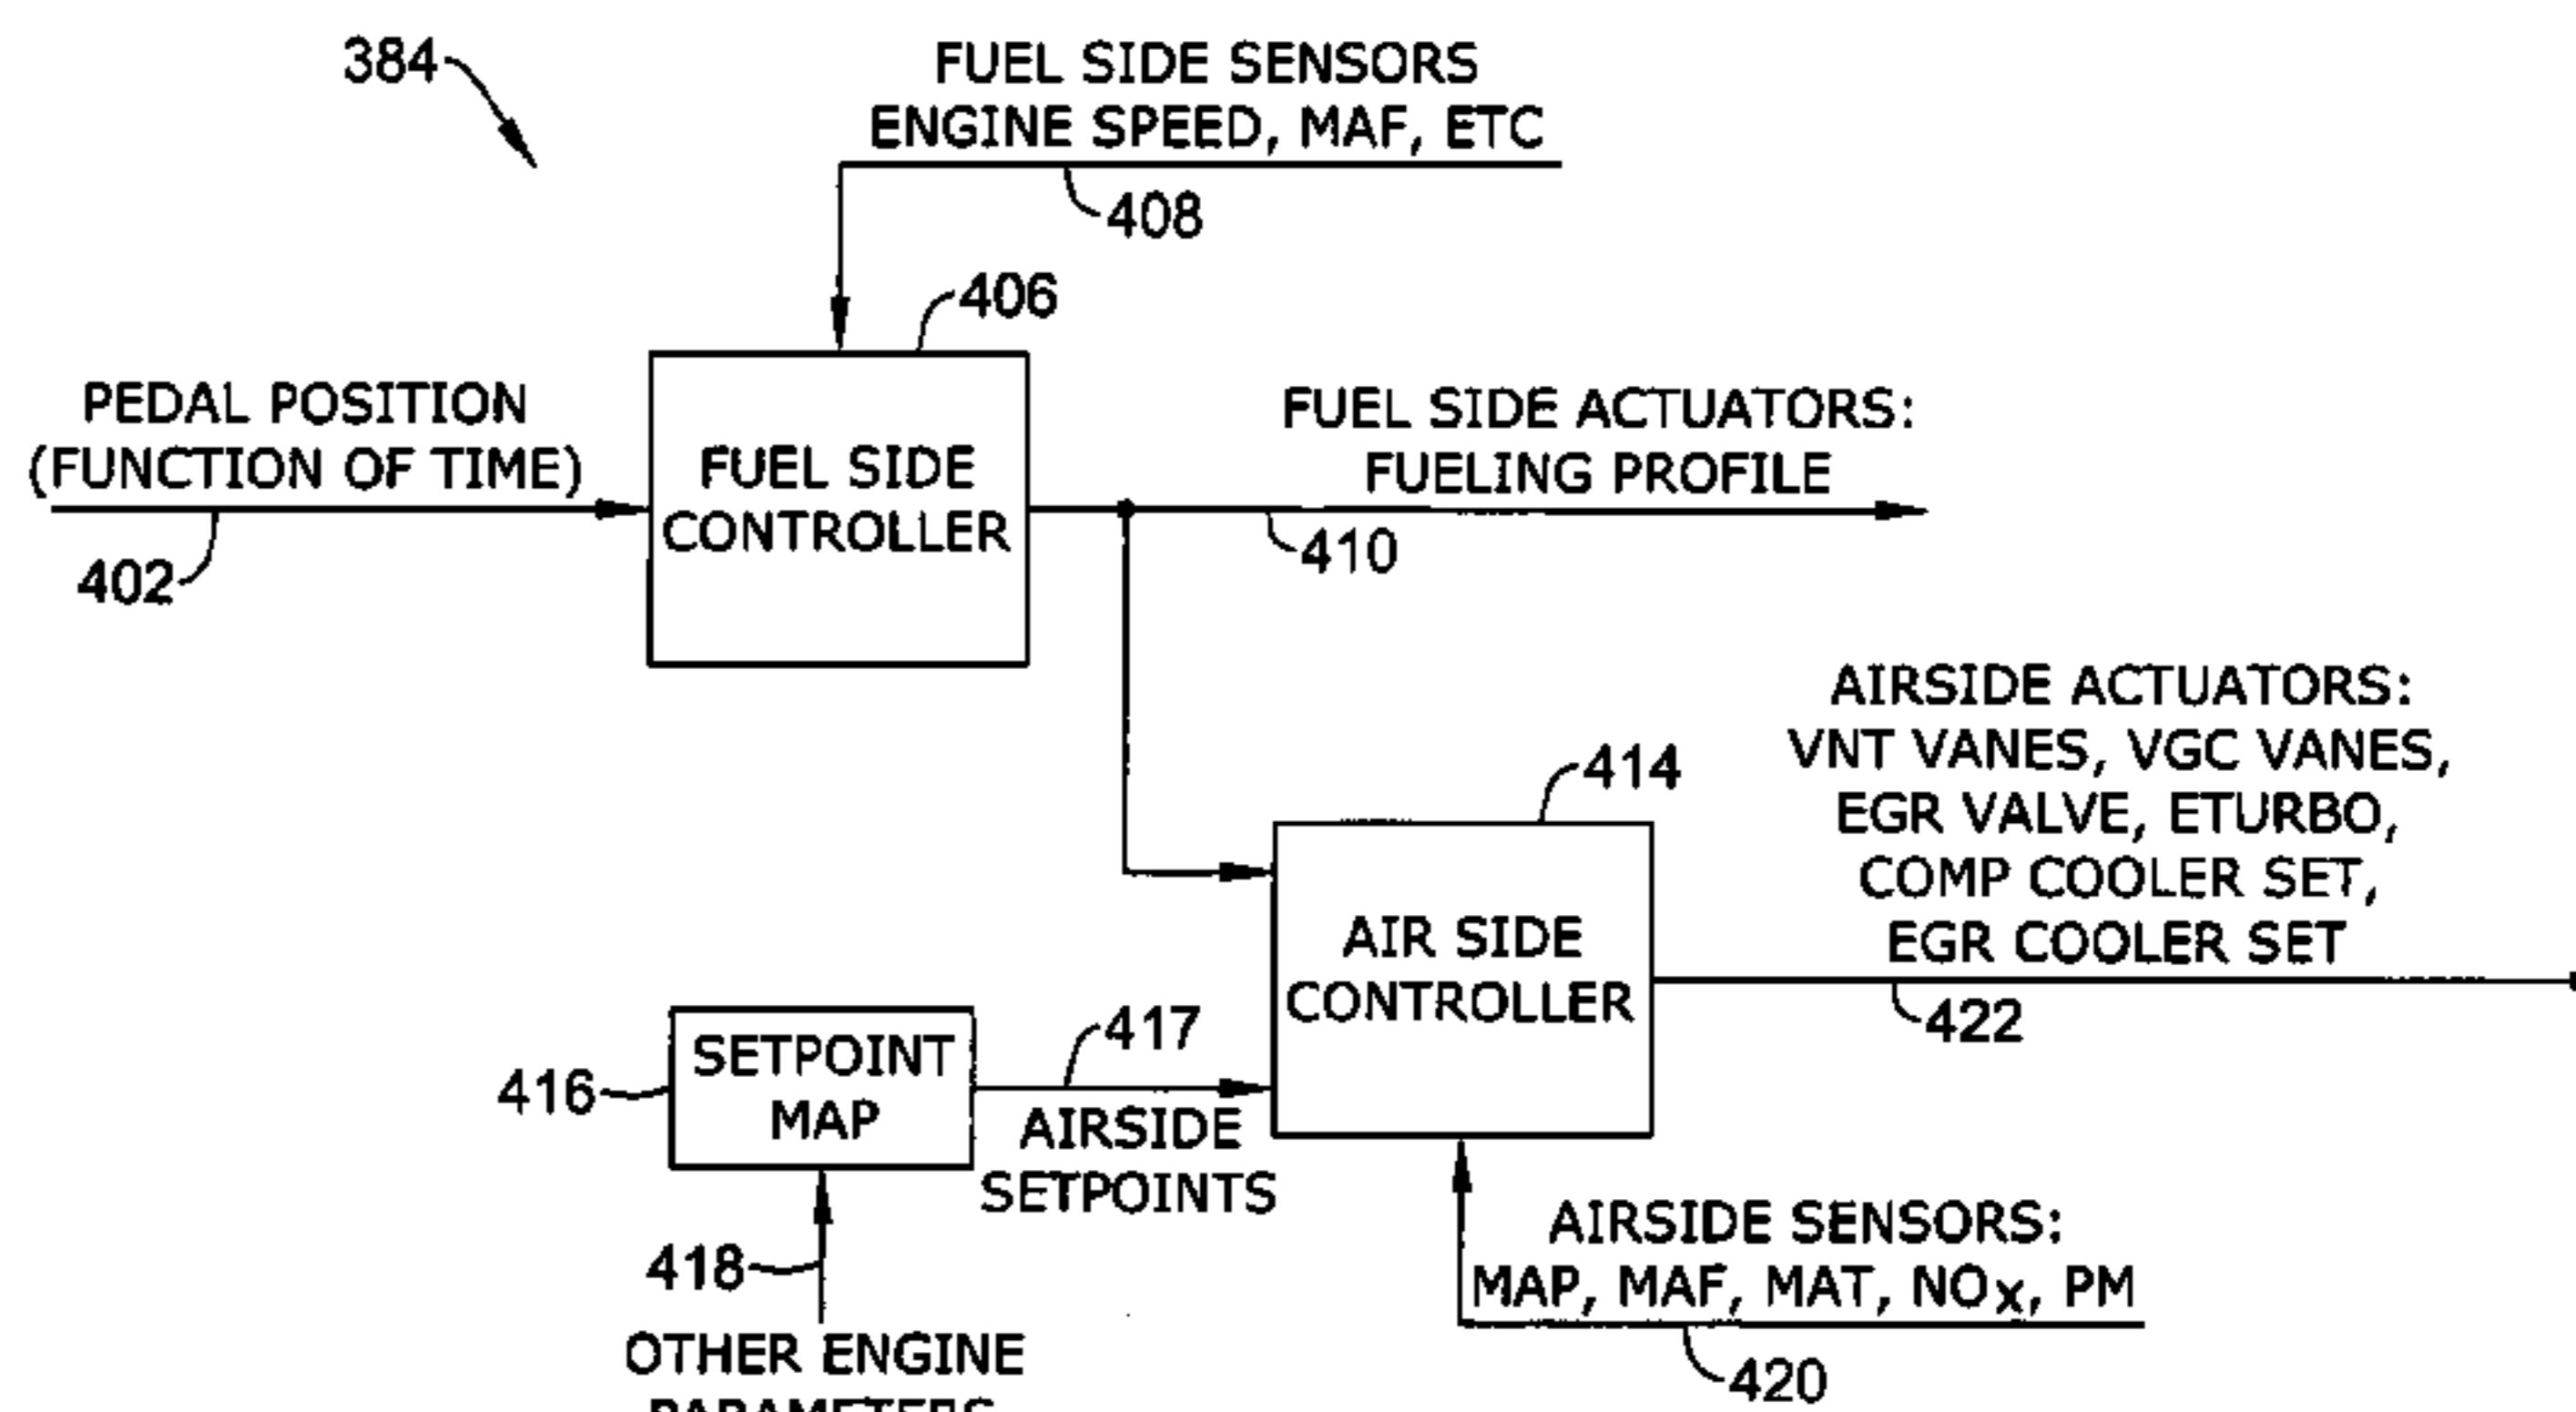 384
FUEL SIDE SENSORS
ENGINE SPEED, MAF, ETC
408
406
PEDAL POSITION
(FUNCTION OF TIME)
402
FUEL SIDE
CONTROLLER
FUEL SIDE ACTUATORS:
FUELING PROFILE
410
AIRSIDE ACTUATORS:
VNT VANES, VGC VANES,
EGR VALVE, ETURBO,
COMP COOLER SET,
EGR COOLER SET
422
414
AIR SIDE
CONTROLLER
416
SETPOINT
MAP
417
AIRSIDE
SETPOINTS
418
OTHER ENGINE
PARAMETERS
AIRSIDE SENSORS:
MAP, MAF, MAT, NOx, PM
420